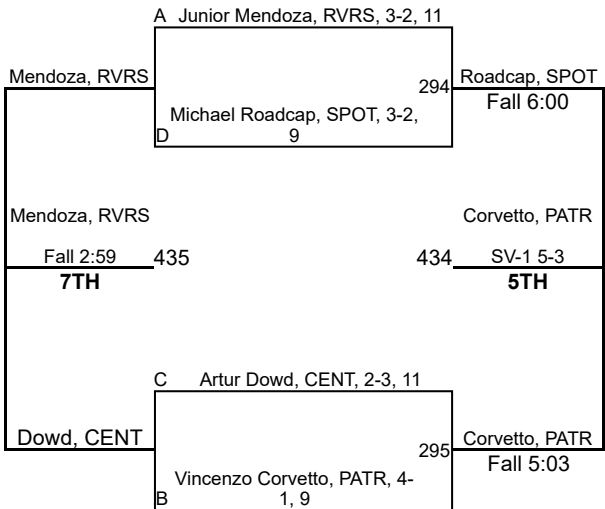 A Junior Mendoza, RVRS, 3-2, 11
Mendoza, RVRS
294
Roadcap, SPOT
Fall 6:00
Michael Roadcap, SPOT, 3-2,
D 9
Mendoza, RVRS
Corvetto, PATR
Fall 2:59
435
434
SV-1 5-3
7TH
5TH
C Artur Dowd, CENT, 2-3, 11
Dowd, CENT
295
Corvetto, PATR
Fall 5:03
Vincenzo Corvetto, PATR, 4-
B 1, 9